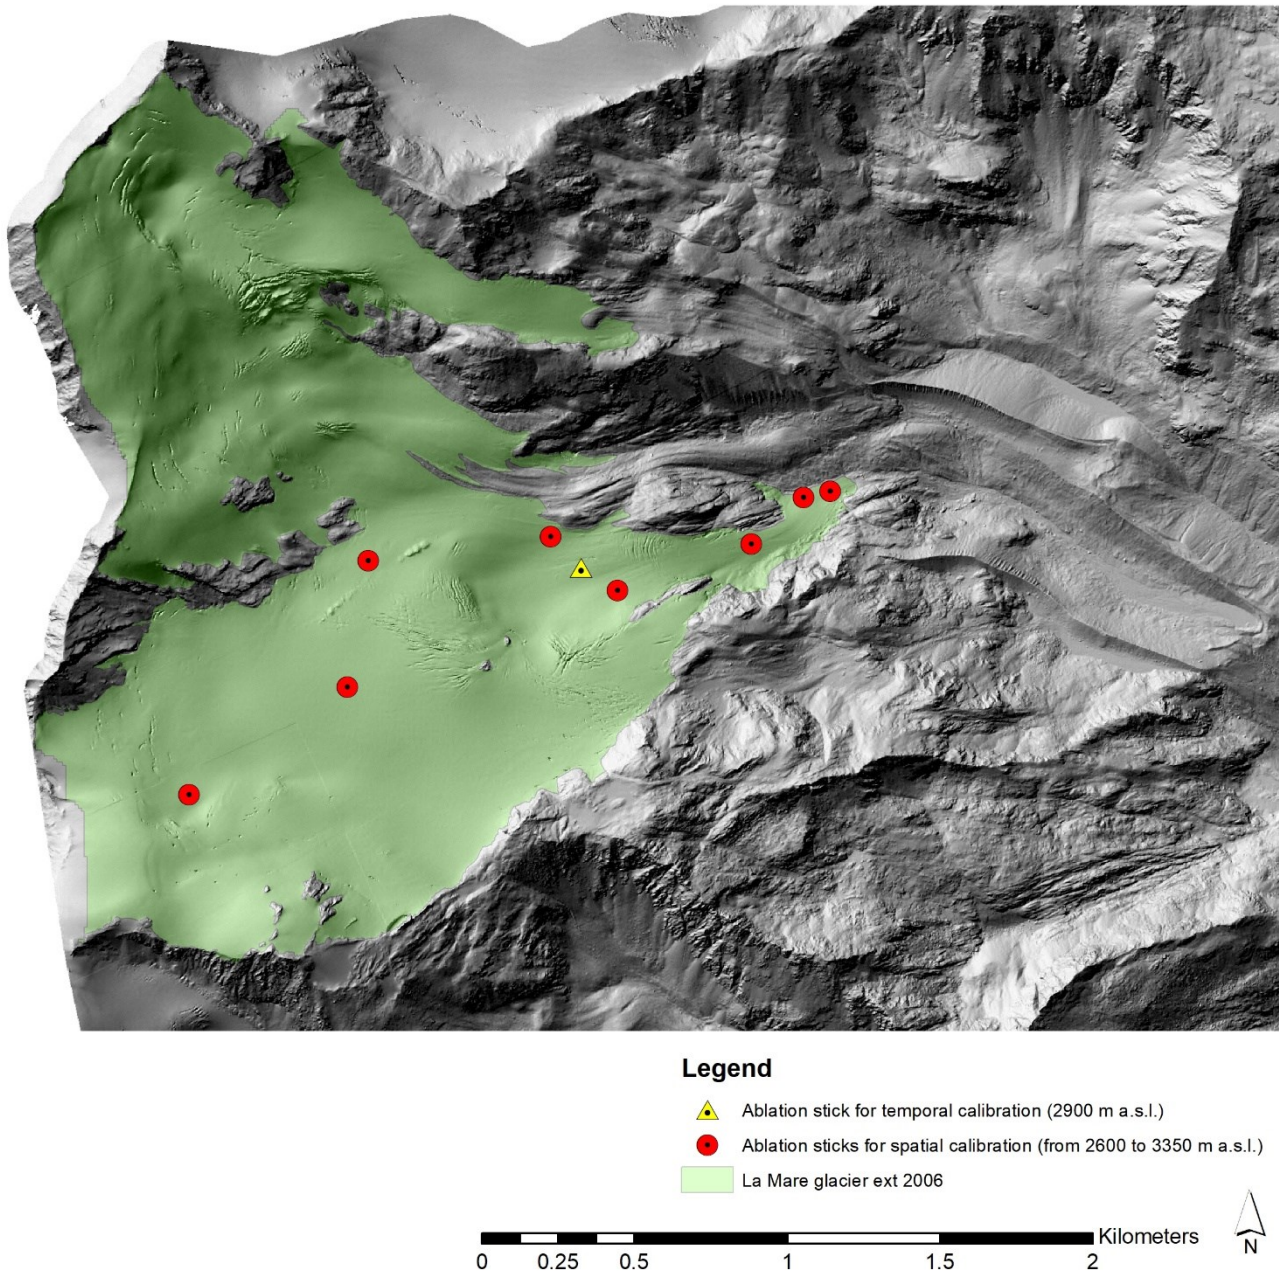 Legend
Ablation stick for temporal calibration (2900 m a.s.l.)
Ablation sticks for spatial calibration (from 2600 to 3350 m a.s.l.)
La Mare glacier ext 2006
Kilometers
0 0.25 0.5 1 1.5 2
N